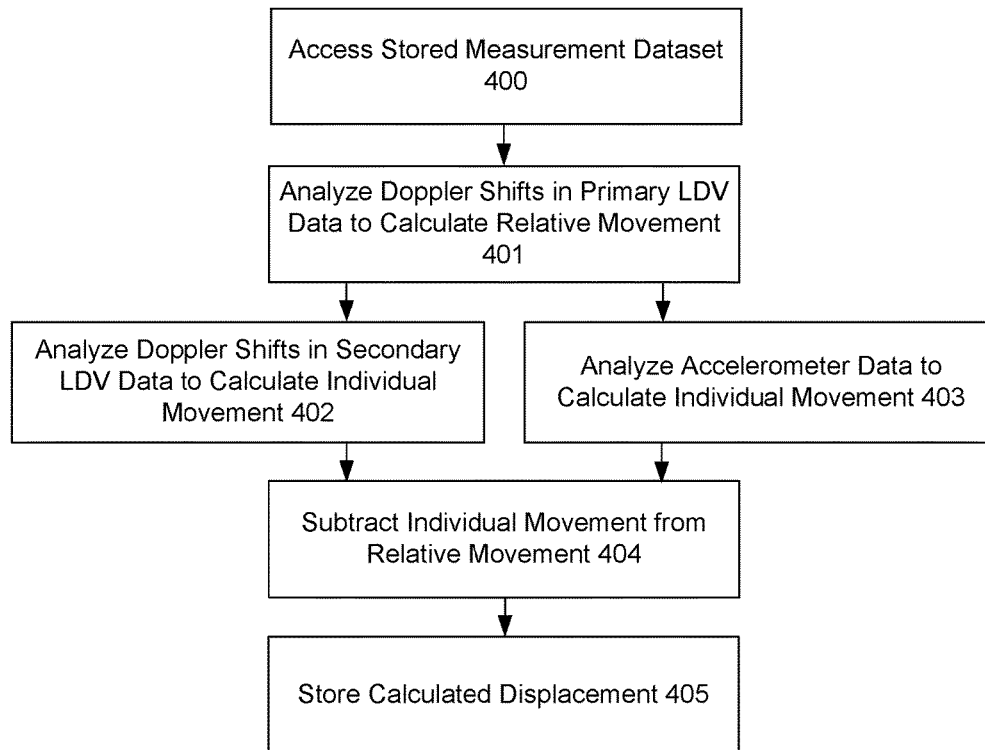 Access Stored Measurement Dataset
400
Analyze Doppler Shifts in Primary LDV
Data to Calculate Relative Movement
401
Analyze Doppler Shifts in Secondary
LDV Data to Calculate Individual
Movement 402
Analyze Accelerometer Data to
Calculate Individual Movement 403
Subtract Individual Movement from
Relative Movement 404
Store Calculated Displacement 405